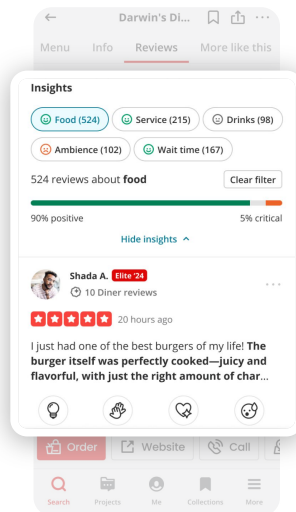 Darwin's Di...
Menu Info Reviews More like this
Insights
Food (524) Service (215) Drinks (98)
Ambience (102) Wait time (167)
524 reviews about food Clear filter
90% positive 5% critical
Hide insights
Shada A. Elite '24
10 Diner reviews
20 hours ago
I just had one of the best burgers of my life! The
burger itself was perfectly cooked—juicy and
flavorful, with just the right amount of char...
Order Website Call
Search Projects Me Collections More